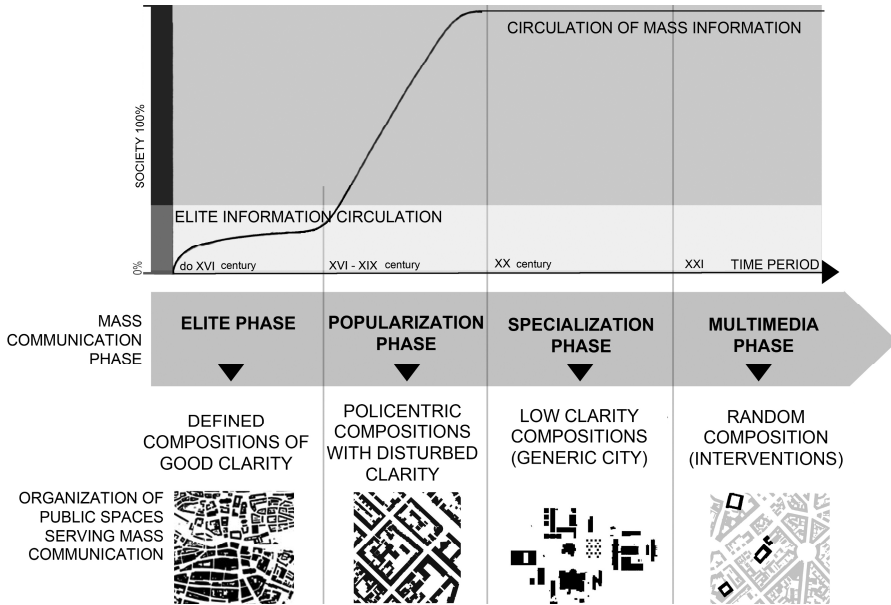 CIRCULATION OF MASS INFORMATION
SOCIETY 100%
ELITE INFORMATION CIRCULATION
0%
do XVI century
XVI - XIX century
XX century
XXI
TIME PERIOD
MASS
COMMUNICATION
PHASE
ELITE PHASE
POPULARIZATION
PHASE
SPECIALIZATION
PHASE
MULTIMEDIA
PHASE
DEFINED
COMPOSITIONS OF
GOOD CLARITY
POLICENTRIC
COMPOSITIONS
WITH DISTURBED
CLARITY
LOW CLARITY
COMPOSITIONS
(GENERIC CITY)
RANDOM
COMPOSITION
(INTERVENTIONS)
ORGANIZATION OF
PUBLIC SPACES
SERVING MASS
COMMUNICATION